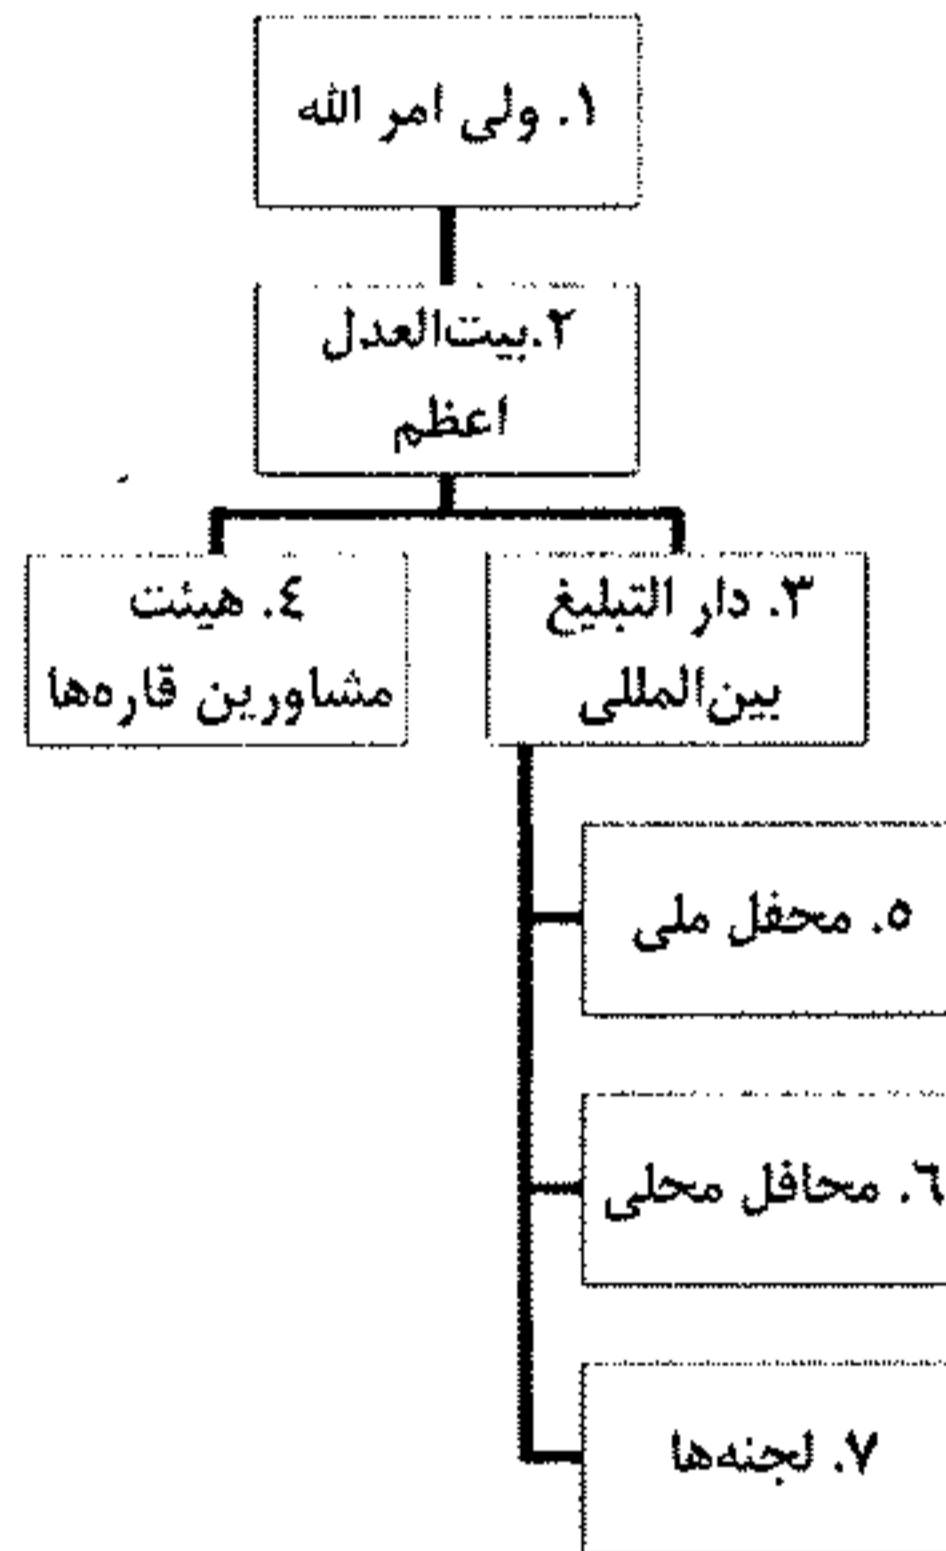 ۱. ولی امر الله
۲.بیت‌العدل
اعظم
۳. دار التبلیغ
بین‌المللی
٤. هیئت
مشاورین قاره‌ها
۵. محفل ملی
٦. محافل محلی
۷. لجنه‌ها